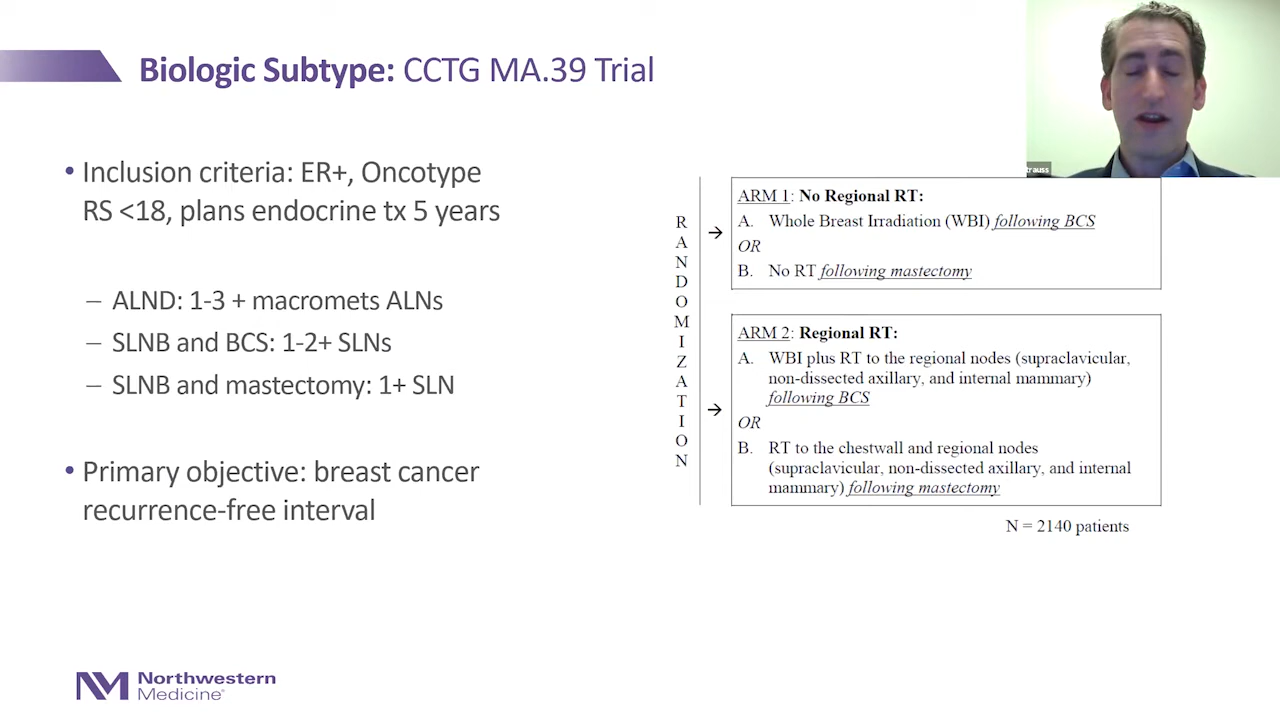 Biologic Subtype: CCTG MA.39 Trial
• Inclusion criteria: ER+, Oncotype
RS <18, plans endocrine tx 5 years
– ALND: 1-3 + macromets ALNs
– SLNB and BCS: 1-2+ SLNs
– SLNB and mastectomy: 1+ SLN
• Primary objective: breast cancer
recurrence-free interval
trauss
RANDOMIZATION
→
ARM 1: No Regional RT:
A. Whole Breast Irradiation (WBI) following BCS
OR
B. No RT following mastectomy
→
ARM 2: Regional RT:
A. WBI plus RT to the regional nodes (supraclavicular,
non-dissected axillary, and internal mammary)
following BCS
OR
B. RT to the chestwall and regional nodes
(supraclavicular, non-dissected axillary, and internal
mammary) following mastectomy
N = 2140 patients
NM Northwestern
Medicine®